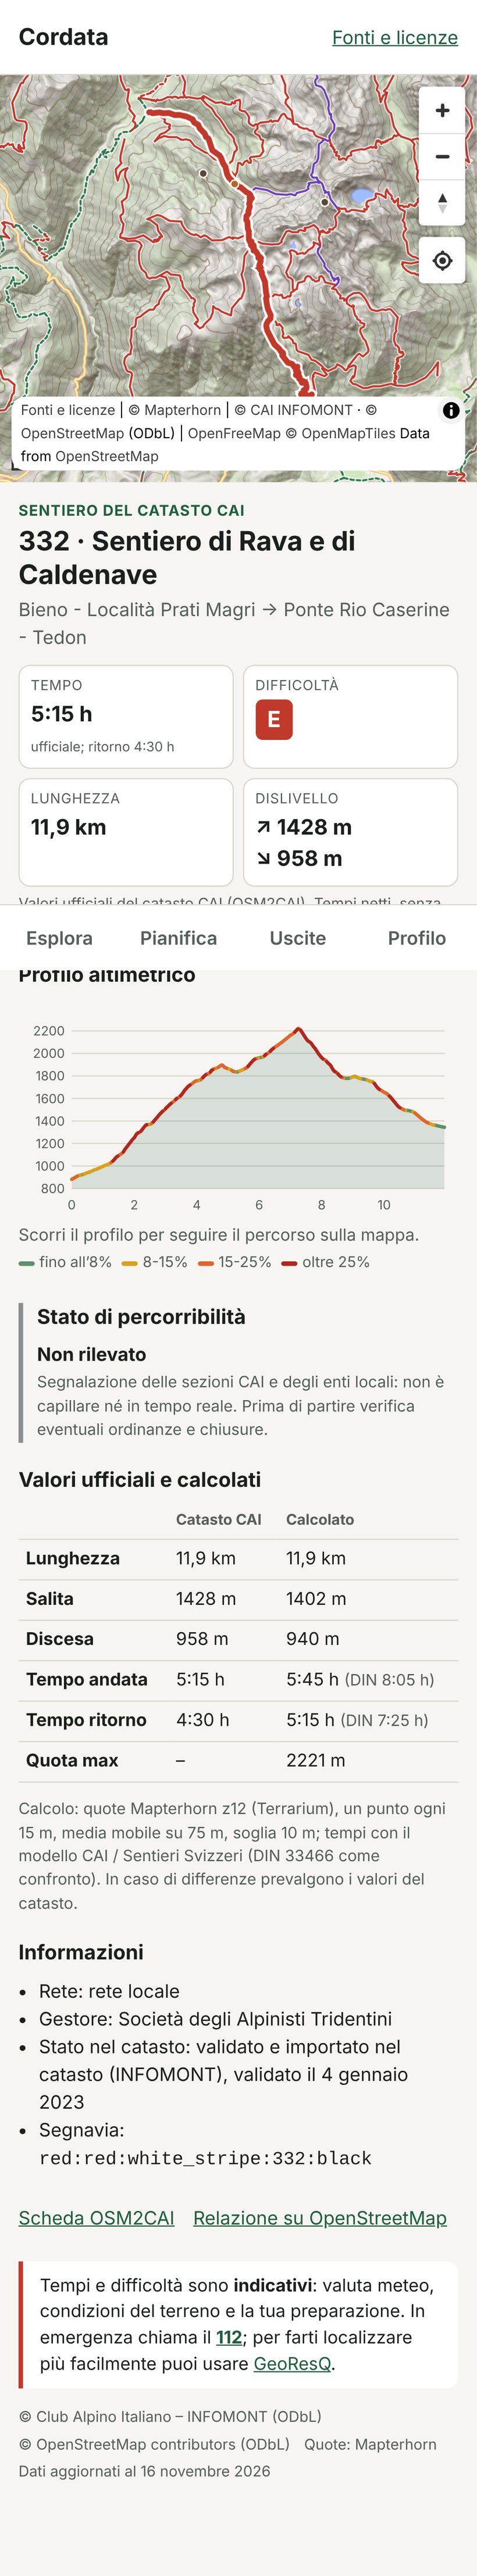 Cordata
Fonti e licenze
Fonti e licenze | © Mapterhorn | © CAI INFOMONT · ©
OpenStreetMap (ODbL) | OpenFreeMap © OpenMapTiles Data
from OpenStreetMap
SENTIERO DEL CATASTO CAI
332 · Sentiero di Rava e di
Caldenave
Bieno - Località Prati Magri → Ponte Rio Caserine
- Tedon
TEMPO
5:15 h
ufficiale; ritorno 4:30 h
DIFFICOLTÀ
E
LUNGHEZZA
11,9 km
DISLIVELLO
↗ 1428 m
↘ 958 m
Valori ufficiali del catasto CAI (OSM2CAI). Tempi netti, senza
Esplora
Pianifica
Uscite
Profilo
Profilo altimetrico
2200
2000
1800
1600
1400
1200
1000
800
0 2 4 6 8 10
Scorri il profilo per seguire il percorso sulla mappa.
fino all'8% 8-15% 15-25% oltre 25%
Stato di percorribilità
Non rilevato
Segnalazione delle sezioni CAI e degli enti locali: non è
capillare né in tempo reale. Prima di partire verifica
eventuali ordinanze e chiusure.
Valori ufficiali e calcolati
Catasto CAI Calcolato
Lunghezza 11,9 km 11,9 km
Salita 1428 m 1402 m
Discesa 958 m 940 m
Tempo andata 5:15 h 5:45 h (DIN 8:05 h)
Tempo ritorno 4:30 h 5:15 h (DIN 7:25 h)
Quota max – 2221 m
Calcolo: quote Mapterhorn z12 (Terrarium), un punto ogni
15 m, media mobile su 75 m, soglia 10 m; tempi con il
modello CAI / Sentieri Svizzeri (DIN 33466 come
confronto). In caso di differenze prevalgono i valori del
catasto.
Informazioni
• Rete: rete locale
• Gestore: Società degli Alpinisti Tridentini
• Stato nel catasto: validato e importato nel
catasto (INFOMONT), validato il 4 gennaio
2023
• Segnavia:
red:red:white_stripe:332:black
Scheda OSM2CAI Relazione su OpenStreetMap
Tempi e difficoltà sono indicativi: valuta meteo,
condizioni del terreno e la tua preparazione. In
emergenza chiama il 112; per farti localizzare
più facilmente puoi usare GeoResQ.
© Club Alpino Italiano – INFOMONT (ODbL)
© OpenStreetMap contributors (ODbL) Quote: Mapterhorn
Dati aggiornati al 16 novembre 2026